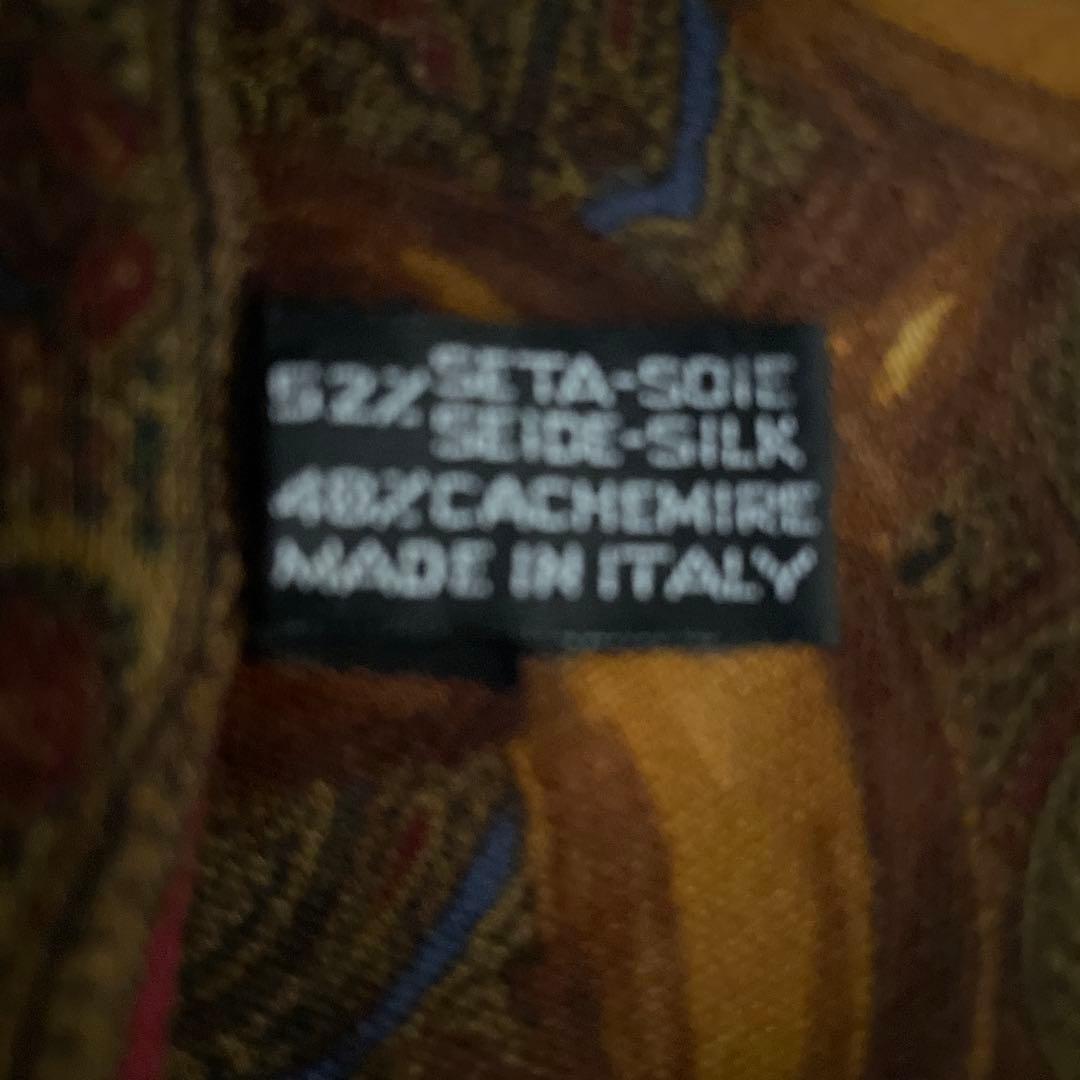 52% SETA-SOIE
SEIDE-SILK
48% CACHEMIRE
MADE IN ITALY